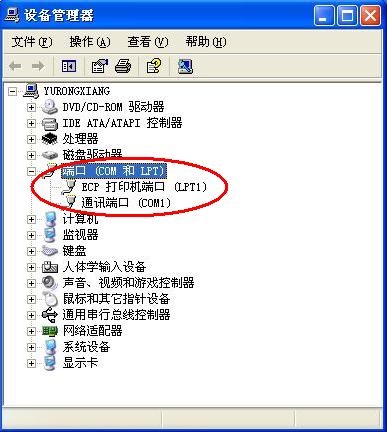 设备管理器
文件(F) 操作(A) 查看(V) 帮助(H)
YURONGXIANG
DVD/CD-ROM 驱动器
IDE ATA/ATAPI 控制器
处理器
磁盘驱动器
端口 (COM 和 LPT)
ECP 打印机端口 (LPT1)
通讯端口 (COM1)
计算机
监视器
键盘
人体学输入设备
声音、视频和游戏控制器
鼠标和其它指针设备
通用串行总线控制器
网络适配器
系统设备
显示卡